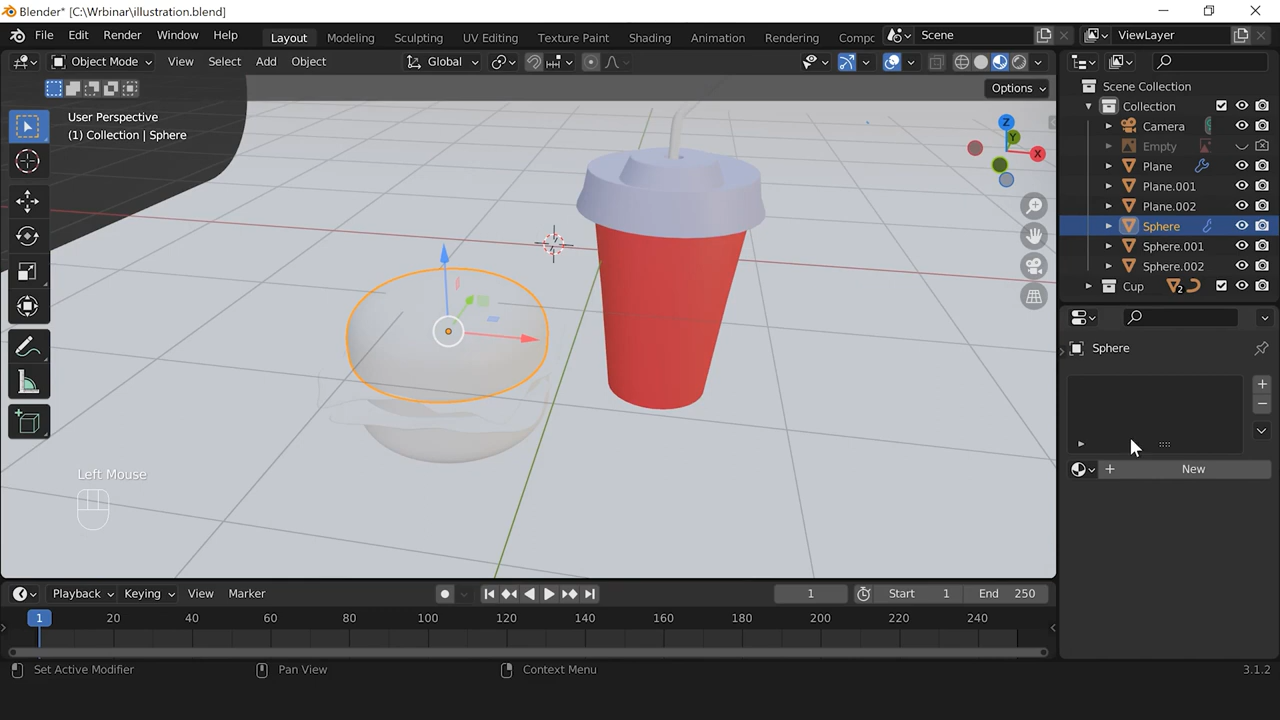 Blender* [C:\Wrbinar\illustration.blend]
File Edit Render Window Help Layout Modeling Sculpting UV Editing Texture Paint Shading Animation Rendering Compc Scene ViewLayer
Object Mode View Select Add Object Global
Options
User Perspective
(1) Collection | Sphere
Z
Y
X
Scene Collection
Collection
Camera
Empty
Plane
Plane.001
Plane.002
Sphere
Sphere.001
Sphere.002
Cup 2
Sphere
New
Left Mouse
Playback Keying View Marker 1 Start 1 End 250
1 20 40 60 80 100 120 140 160 180 200 220 240
Set Active Modifier Pan View Context Menu 3.1.2